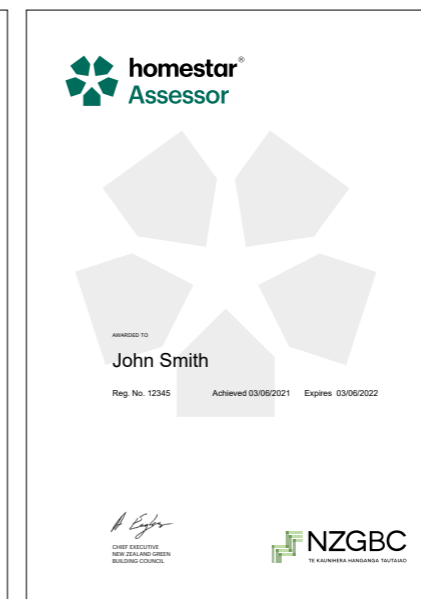 homestar®
Assessor
AWARDED TO
John Smith
Reg. No. 12345 Achieved 03/06/2021 Expires 03/06/2022
CHIEF EXECUTIVE
NEW ZEALAND GREEN
BUILDING COUNCIL
NZGBC
TE KAUNIHERA HANGANGA TAUTAIAO